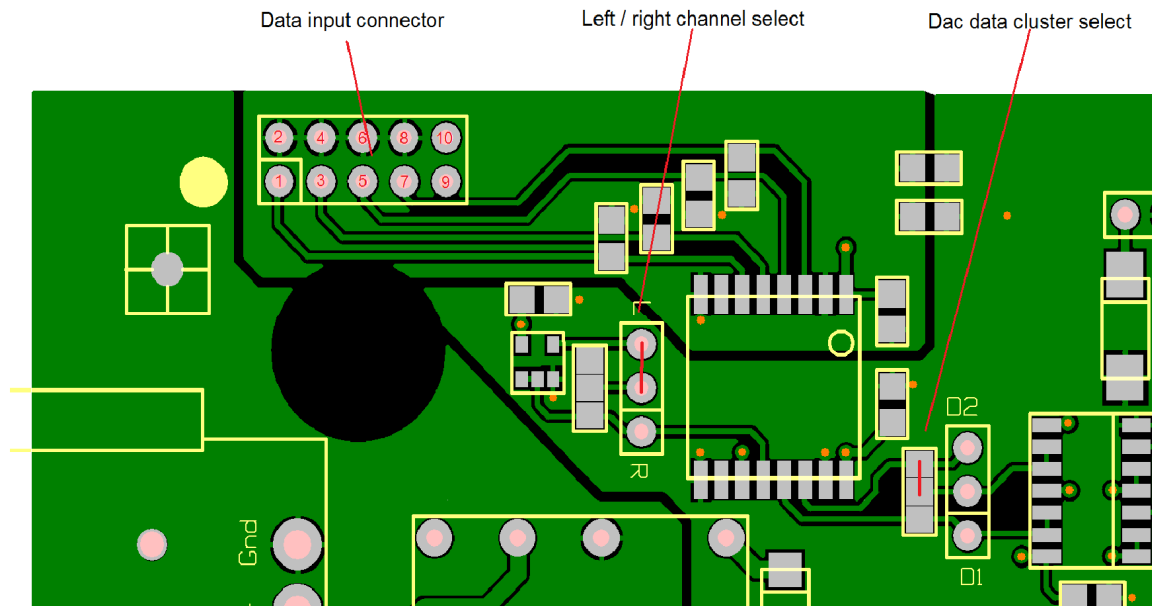 Data input connector
Left / right channel select
Dac data cluster select
2 4 6 8 10
1 3 5 7 9
L
R
D2
D1
Gnd